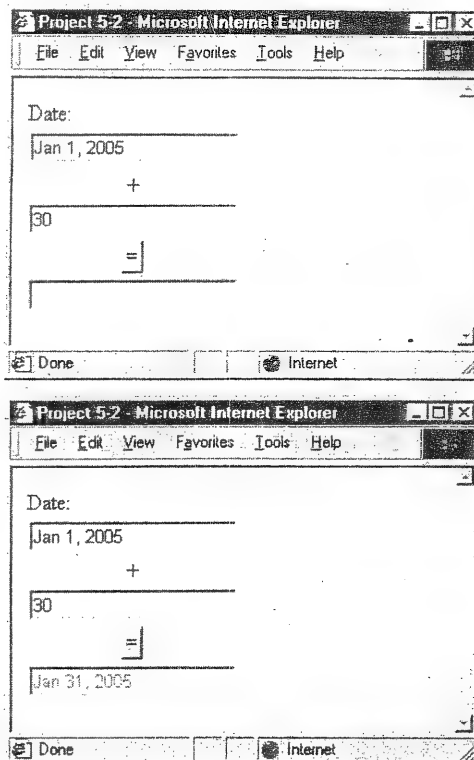 Project 5-2 - Microsoft Internet Explorer
File Edit View Favorites Tools Help
Date:
Jan 1, 2005
+
30
=
Done Internet
Project 5-2 - Microsoft Internet Explorer
File Edit View Favorites Tools Help
Date:
Jan 1, 2005
+
30
=
Jan 31, 2005
Done Internet